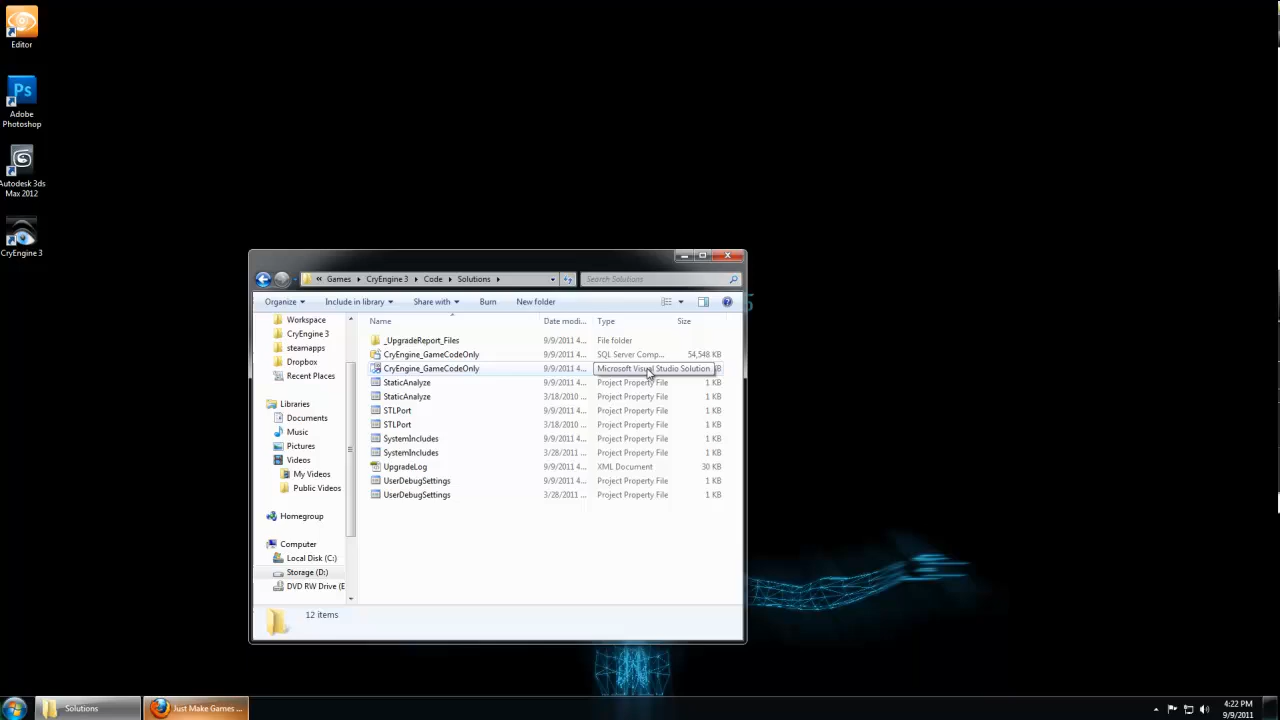 Editor
Ps
Adobe
Photoshop
Autodesk 3ds
Max 2012
CryEngine 3
« Games CryEngine 3 Code Solutions
Search Solutions
Organize Include in library Share with Burn New folder
Workspace
CryEngine 3
steamapps
Dropbox
Recent Places
Libraries
Documents
Music
Pictures
Videos
My Videos
Public Videos
Homegroup
Computer
Local Disk (C:)
Storage (D:)
DVD RW Drive (E
Name Date modi... Type Size
_UpgradeReport_Files 9/9/2011 4... File folder
CryEngine_GameCodeOnly 9/9/2011 4... SQL Server Comp... 54,548 KB
CryEngine_GameCodeOnly 9/9/2011 4... Microsoft Visual Studio Solution
StaticAnalyze 9/9/2011 4... Project Property File 1 KB
StaticAnalyze 3/18/2010 ... Project Property File 1 KB
STLPort 9/9/2011 4... Project Property File 1 KB
STLPort 3/18/2010 ... Project Property File 1 KB
SystemIncludes 9/9/2011 4... Project Property File 1 KB
SystemIncludes 3/28/2011 ... Project Property File 1 KB
UpgradeLog 9/9/2011 4... XML Document 30 KB
UserDebugSettings 9/9/2011 4... Project Property File 1 KB
UserDebugSettings 3/28/2011 ... Project Property File 1 KB
12 items
Solutions
Just Make Games ...
4:22 PM
9/9/2011